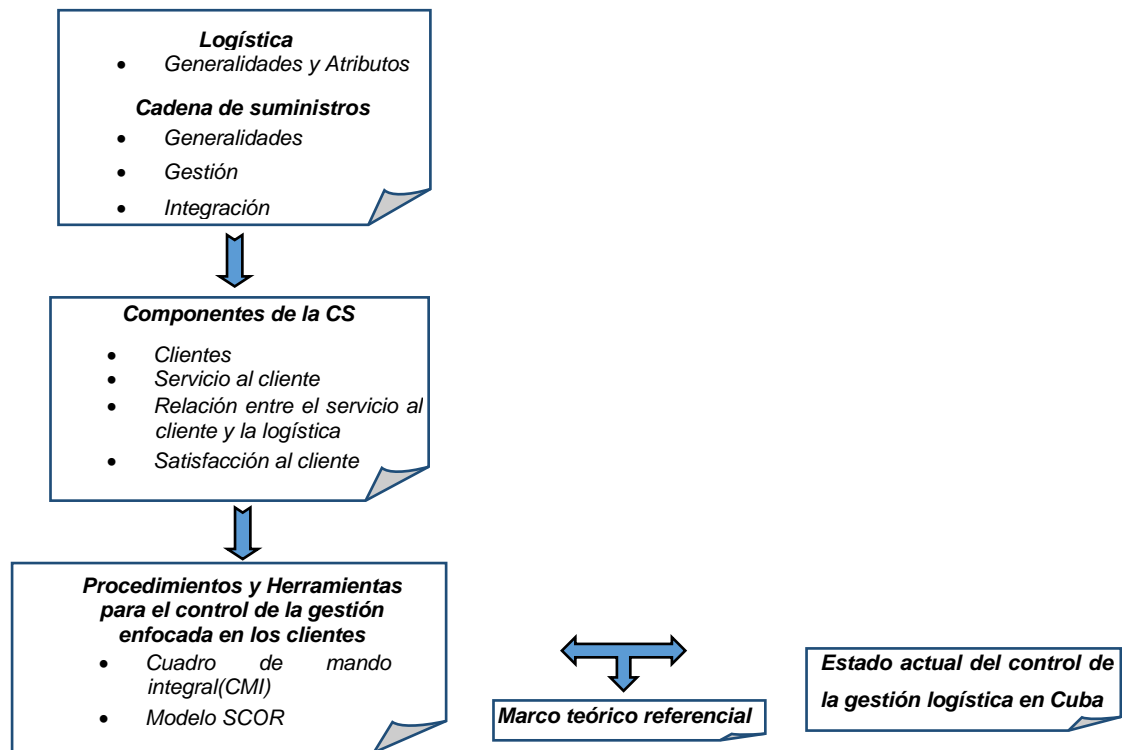 Logística
• Generalidades y Atributos
Cadena de suministros
• Generalidades
• Gestión
• Integración
Componentes de la CS
• Clientes
• Servicio al cliente
• Relación entre el servicio al
cliente y la logística
• Satisfacción al cliente
Procedimientos y Herramientas
para el control de la gestión
enfocada en los clientes
• Cuadro de mando
integral(CMI)
• Modelo SCOR
Marco teórico referencial
Estado actual del control de
la gestión logística en Cuba